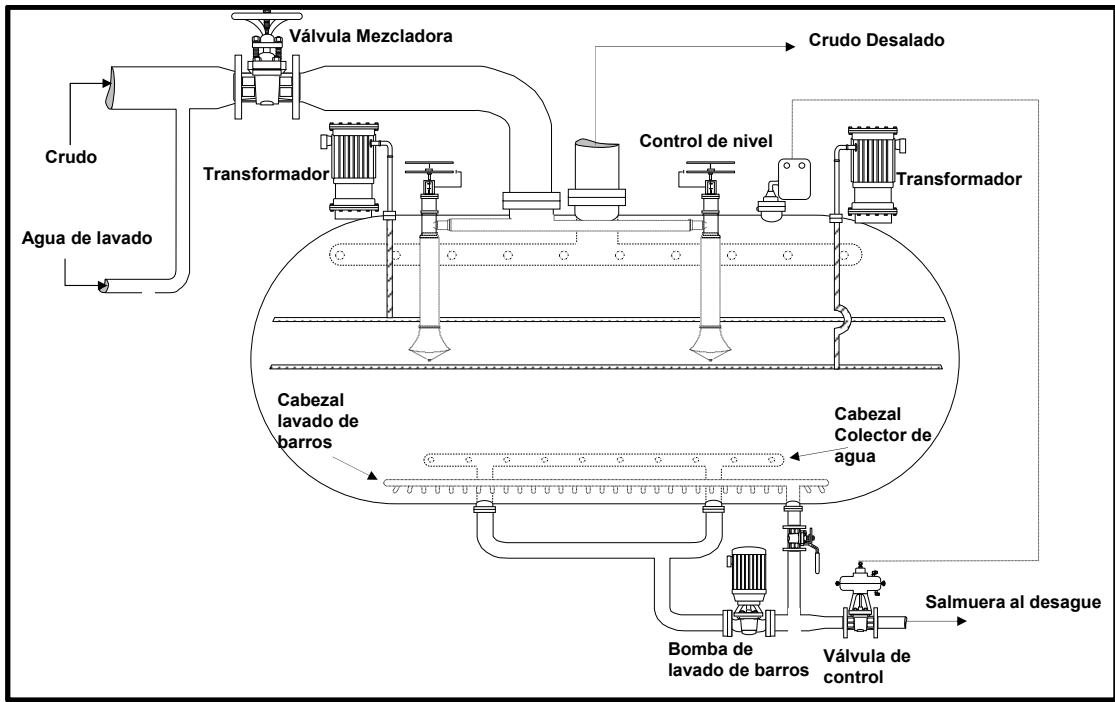 Válvula Mezcladora
Crudo Desalado
Control de nivel
Crudo
Transformador
Transformador
Agua de lavado
Cabezal
lavado de
barros
Cabezal
Colector de
agua
Salmuera al desague
Bomba de
lavado de barros
Válvula de
control